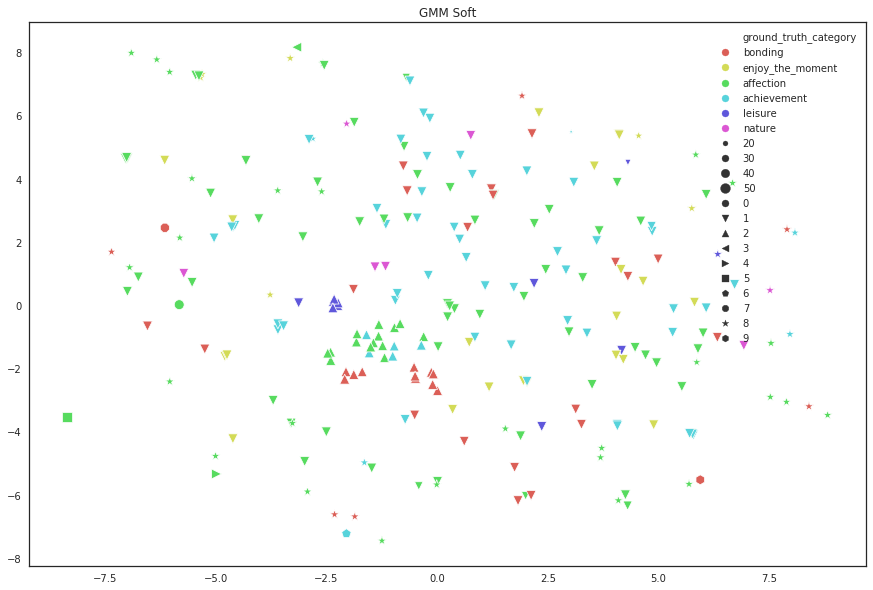 GMM Soft
ground_truth_category
bonding
enjoy_the_moment
affection
achievement
leisure
nature
20
30
40
50
0
1
2
3
4
5
6
7
8
9
8
6
4
2
0
−2
−4
−6
−8
−7.5 −5.0 −2.5 0.0 2.5 5.0 7.5